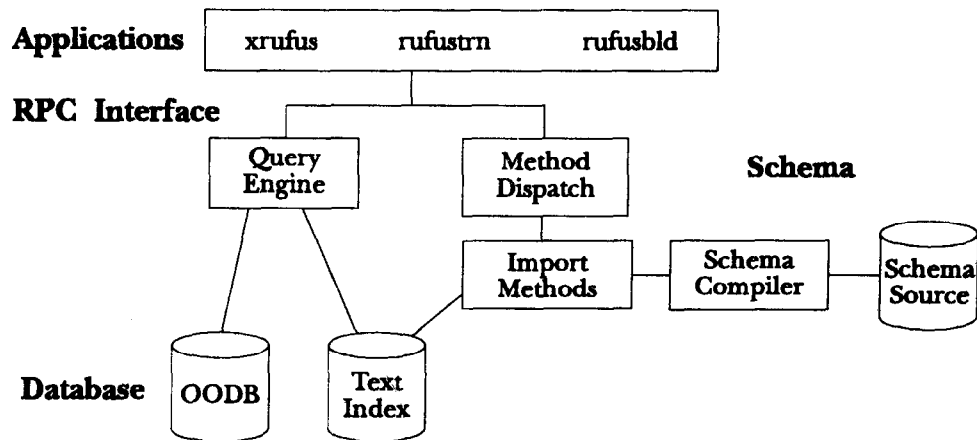 Applications
xrufus rufustrn rufusbld
RPC Interface
Query
Engine
Method
Dispatch
Schema
Import
Methods
Schema
Compiler
Schema
Source
Database
OODB
Text
Index